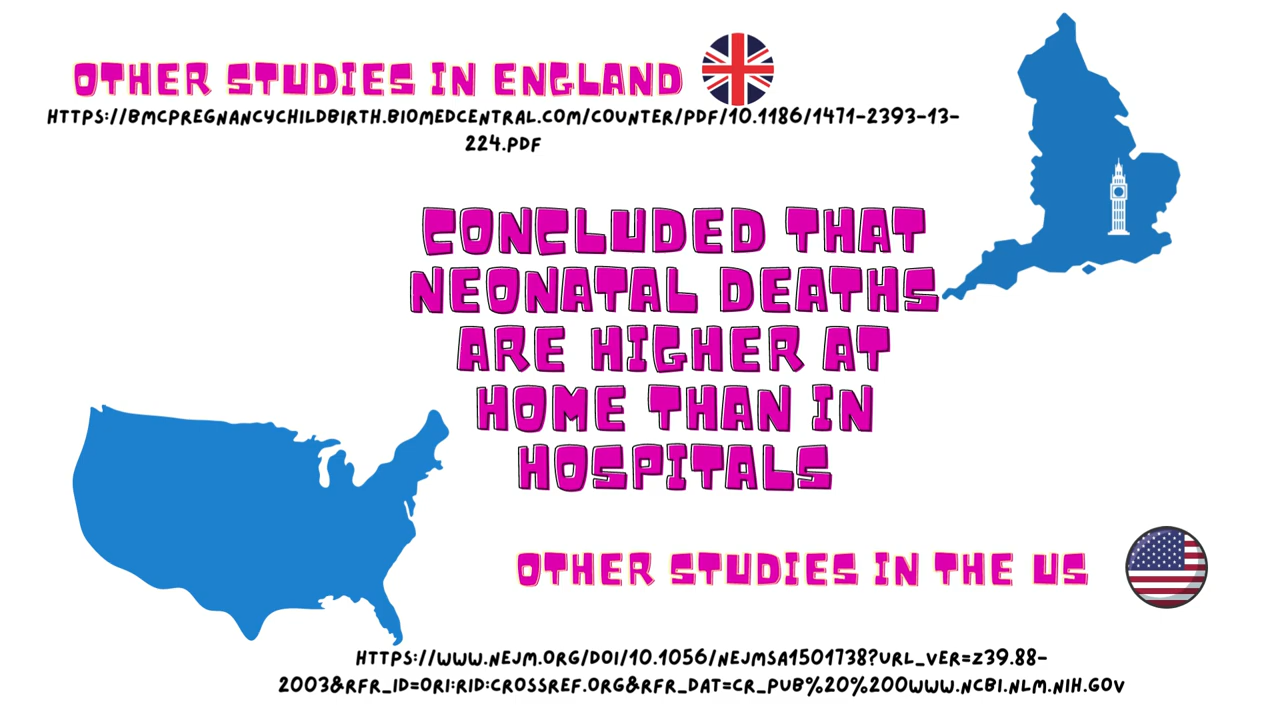 OTHER STUDIES IN ENGLAND
HTTPS://BMCPREGNANCYCHILDBIRTH.BIOMEDCENTRAL.COM/COUNTER/PDF/10.1186/1471-2393-13-
224.PDF
CONCLUDED THAT
NEONATAL DEATHS
ARE HIGHER AT
HOME THAN IN
HOSPITALS
OTHER STUDIES IN THE US
HTTPS://WWW.NEJM.ORG/DOI/10.1056/NEJMSA1501738?URL_VER=Z39.88-
2003&RFR_ID=ORI:RID:CROSSREF.ORG&RFR_DAT=CR_PUB%20%200WWW.NCBI.NLM.NIH.GOV